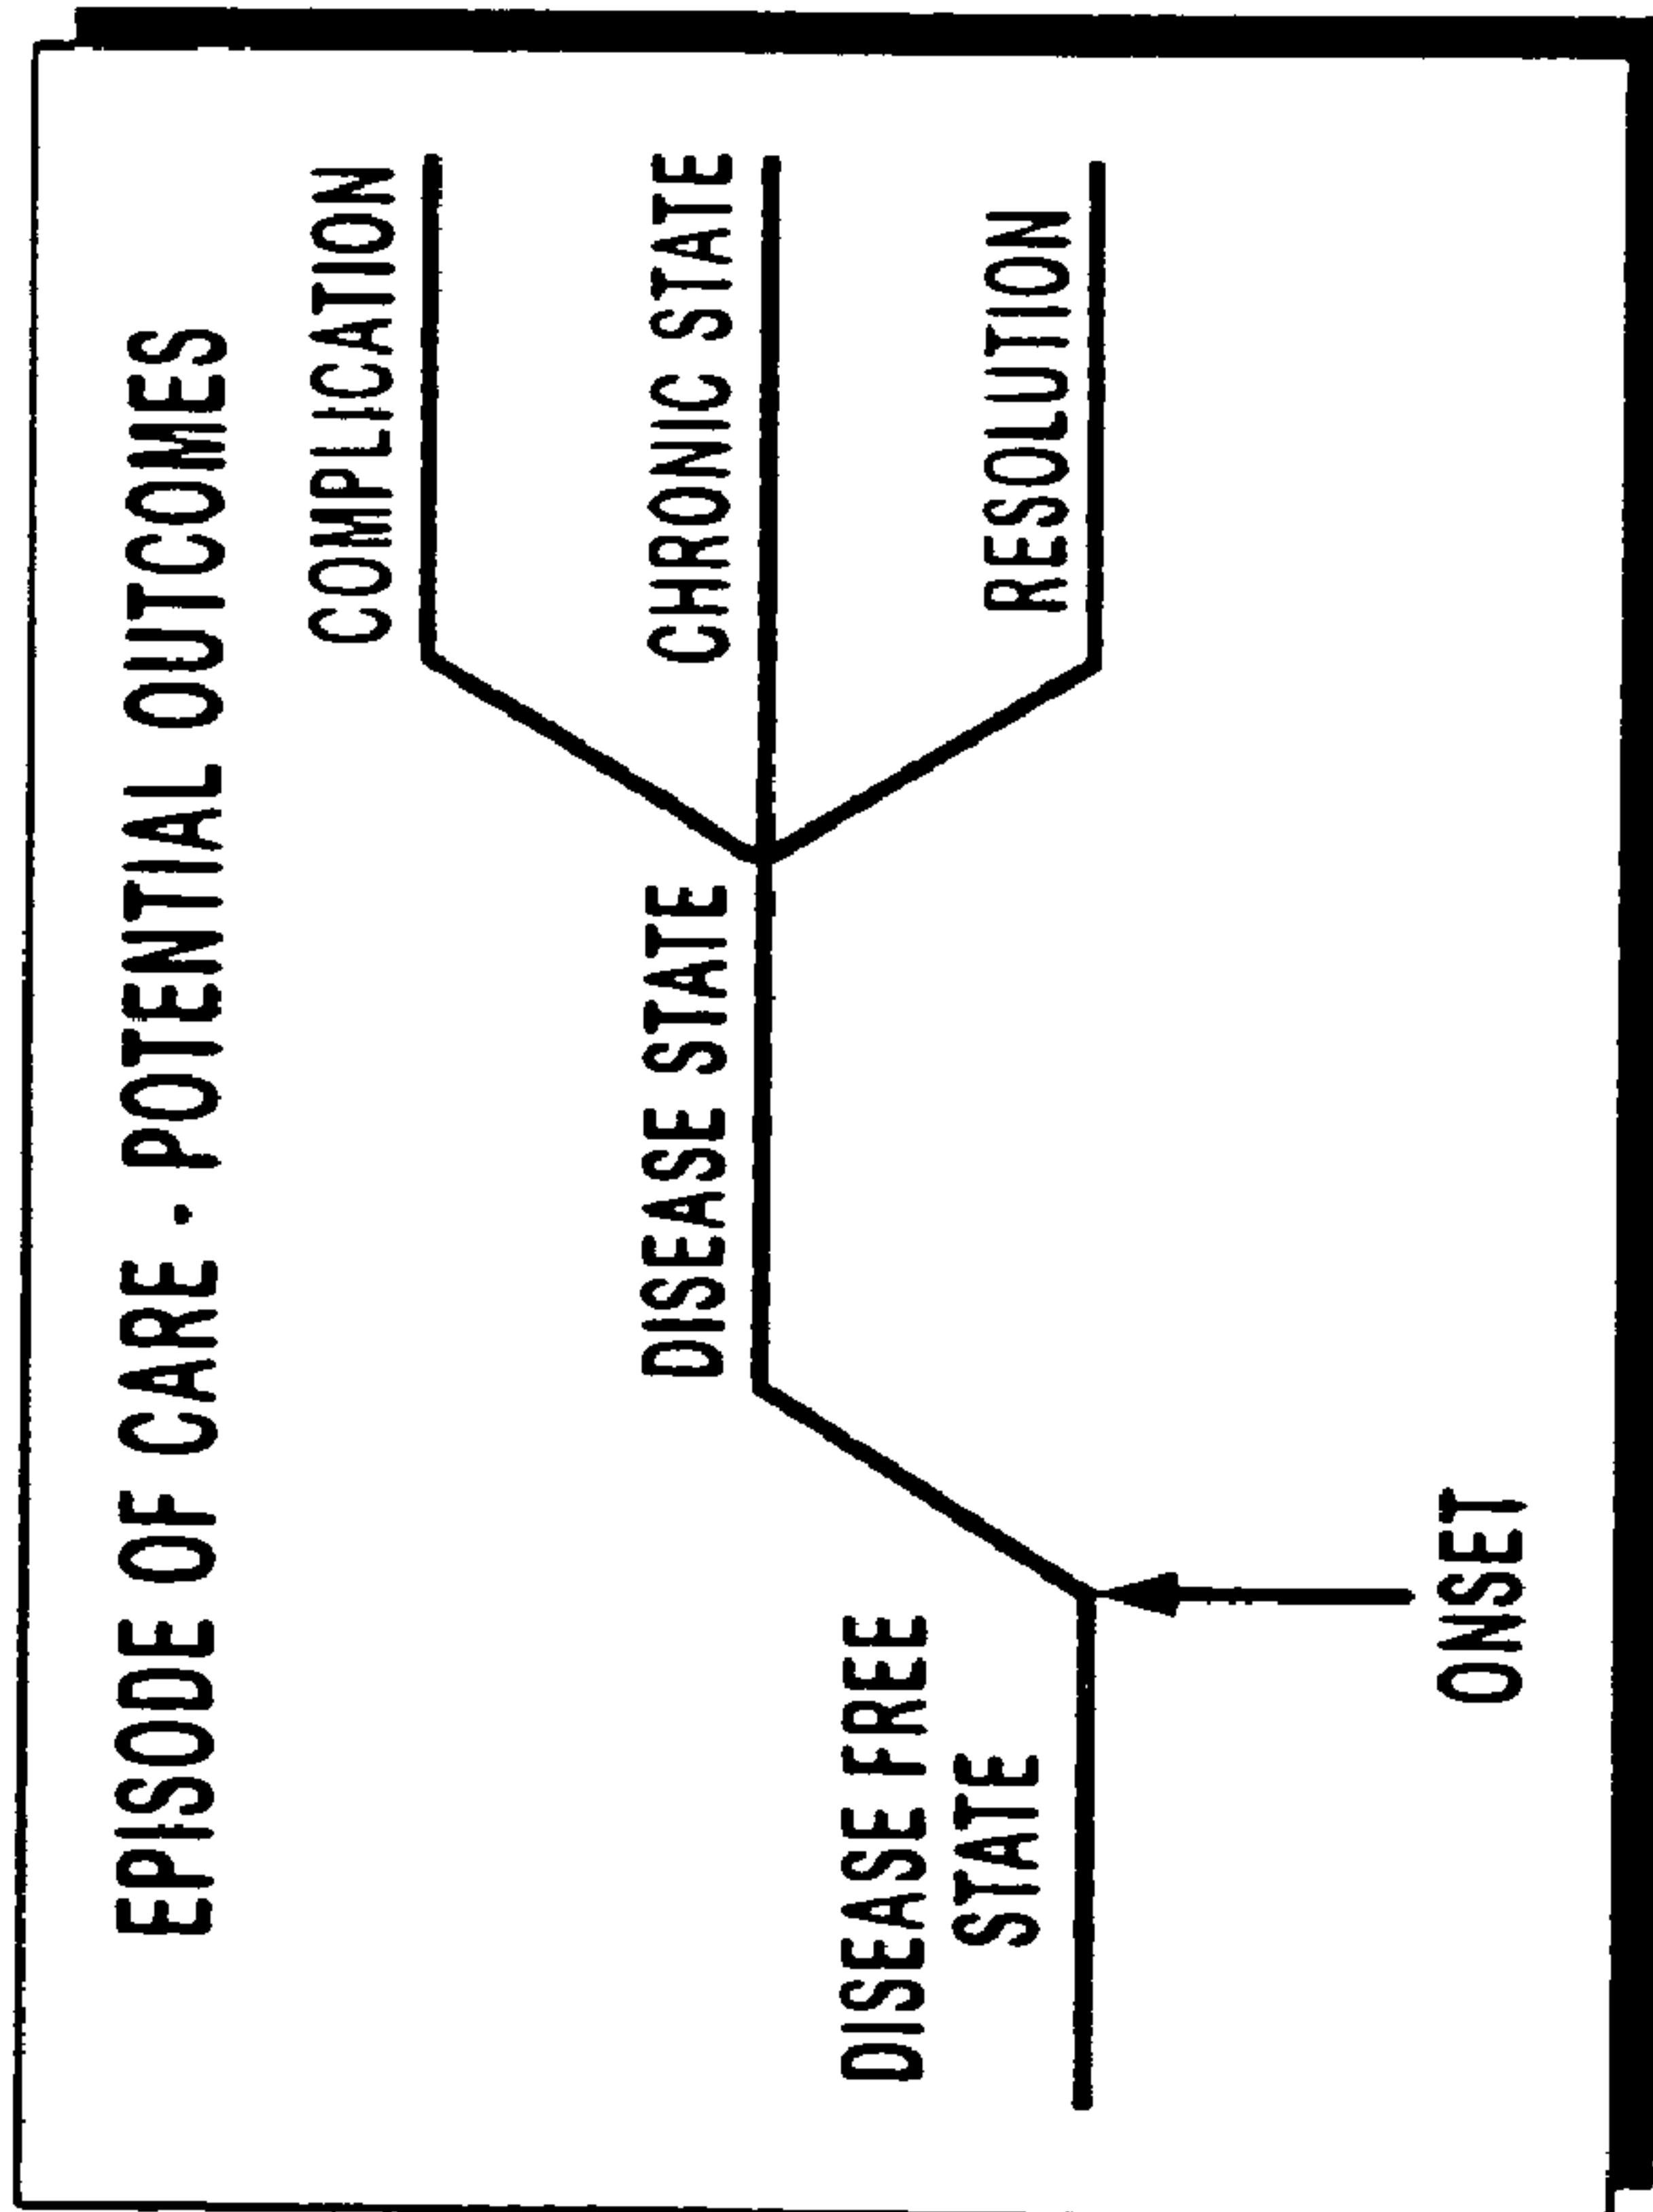 EPISODE OF CARE . POTENTIAL OUTCOMES
COMPLICATION
DISEASE STATE
CHRONIC STATE
DISEASE FREE
STATE
RESOLUTION
ONSET